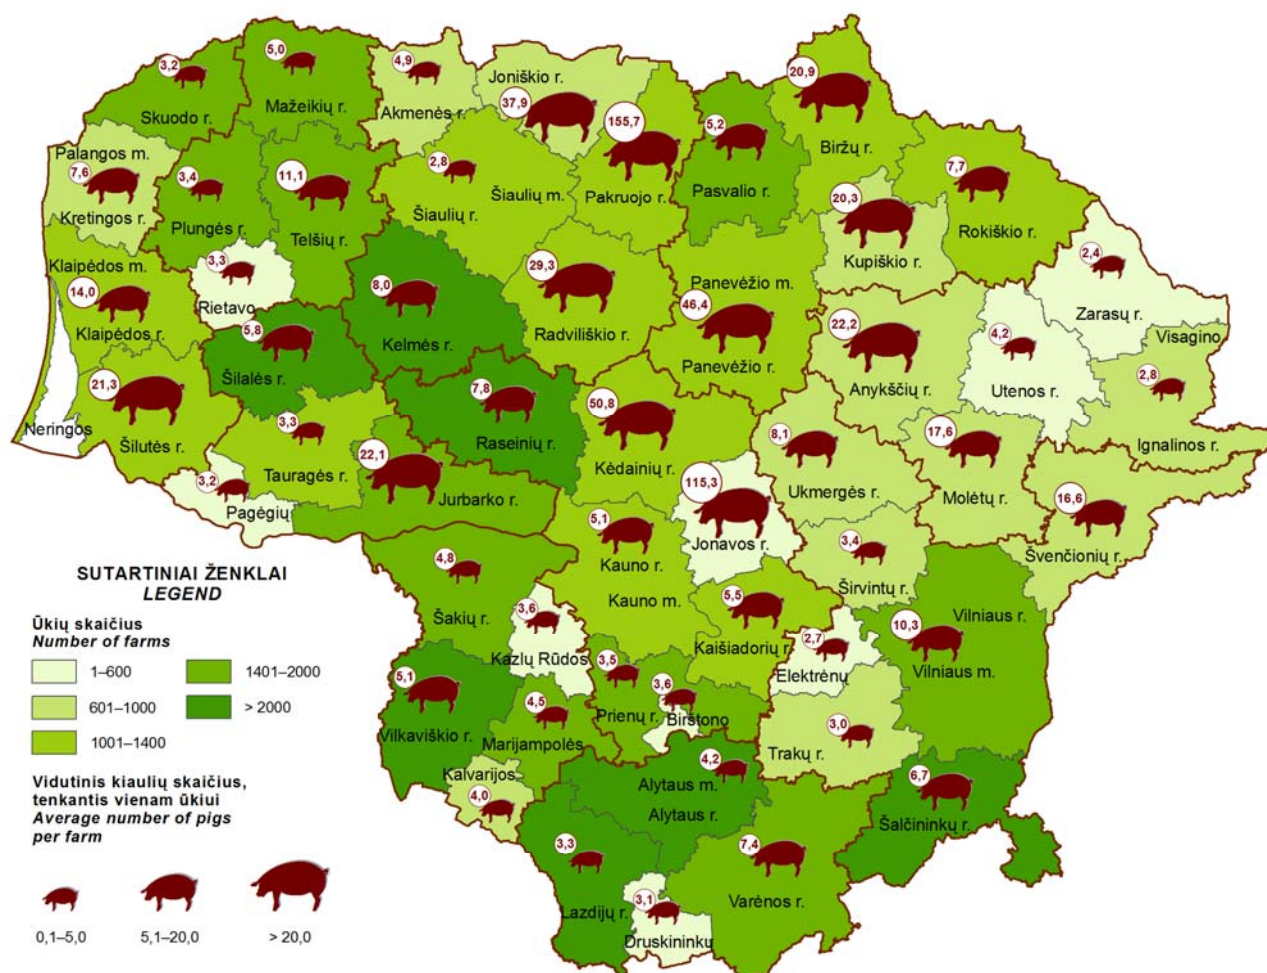 3,2
Skuodo r.
5,0
Mažeikių r.
4,9
Akmenės r.
Joniškio r.
37,9
155,7
Pakruojo r.
5,2
Pasvalio r.
20,9
Biržų r.
7,7
Rokiškio r.
Palangos m.
7,6
Kretingos r.
3,4
Plungės r.
11,1
Telšių r.
2,8
Šiaulių m.
Šiaulių r.
20,3
Kupiškio r.
2,4
Zarasų r.
Klaipėdos m.
14,0
Klaipėdos r.
3,3
Rietavo
8,0
Kelmės r.
29,3
Radviliškio r.
Panevėžio m.
46,4
Panevėžio r.
22,2
Anykščių r.
4,2
Utenos r.
Visagino
2,8
Ignalinos r.
Neringos
21,3
Šilutės r.
5,8
Šilalės r.
7,8
Raseinių r.
3,3
Tauragės r.
22,1
Jurbarko r.
50,8
Kėdainių r.
8,1
Ukmergės r.
17,6
Molėtų r.
16,6
Švenčionių r.
3,2
Pagėgių
115,3
Jonavos r.
5,1
Kauno r.
Kauno m.
3,4
Širvintų r.
4,8
Šakių r.
3,6
Kazlų Rūdos
5,5
Kaišiadorių r.
2,7
Elektrėnų
Vilniaus r.
10,3
Vilniaus m.
5,1
Vilkaviškio r.
4,5
Marijampolės
3,5
Prienų r.
3,6
Birštono
3,0
Trakų r.
Kalvarijos
4,0
4,2
Alytaus m.
Alytaus r.
6,7
Šalčininkų r.
3,3
Lazdijų r.
3,1
Druskininku
7,4
Varėnos r.
SUTARTINIAI ŽENKLAI
LEGEND
Ūkių skaičius
Number of farms
1–600
1401–2000
601–1000
> 2000
1001–1400
Vidutinis kiaulių skaičius,
tenkantis vienam ūkiui
Average number of pigs
per farm
0,1–5,0
5,1–20,0
> 20,0